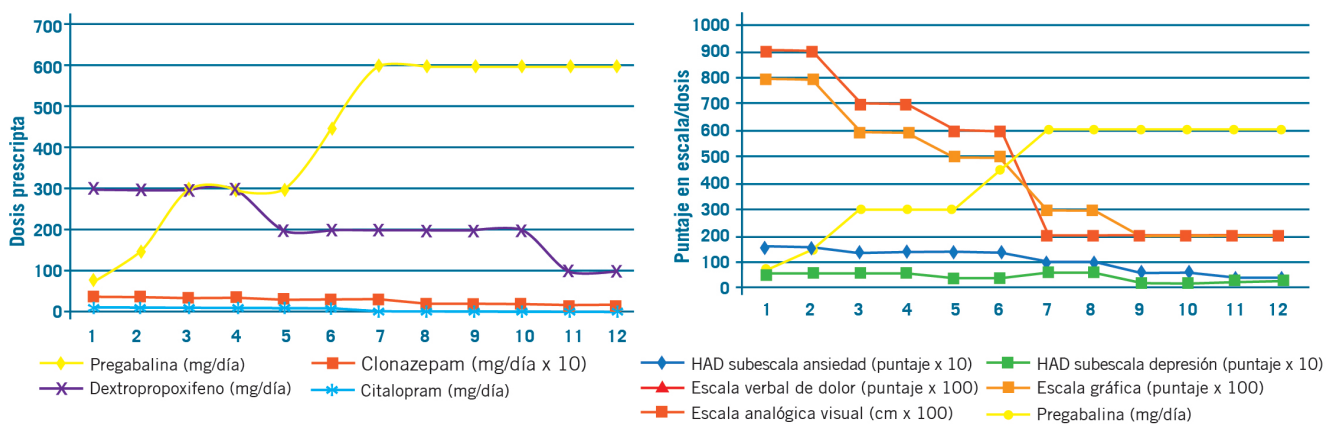 Dosis prescripta
700
600
500
400
300
200
100
0
1 2 3 4 5 6 7 8 9 10 11 12
Pregabalina (mg/día)
Clonazepam (mg/día x 10)
Dextropropoxifeno (mg/día)
Citalopram (mg/día)
Puntaje en escala/dosis
1000
900
800
700
600
500
400
300
200
100
0
1 2 3 4 5 6 7 8 9 10 11 12
HAD subescala ansiedad (puntaje x 10)
HAD subescala depresión (puntaje x 10)
Escala verbal de dolor (puntaje x 100)
Escala gráfica (puntaje x 100)
Escala analógica visual (cm x 100)
Pregabalina (mg/día)